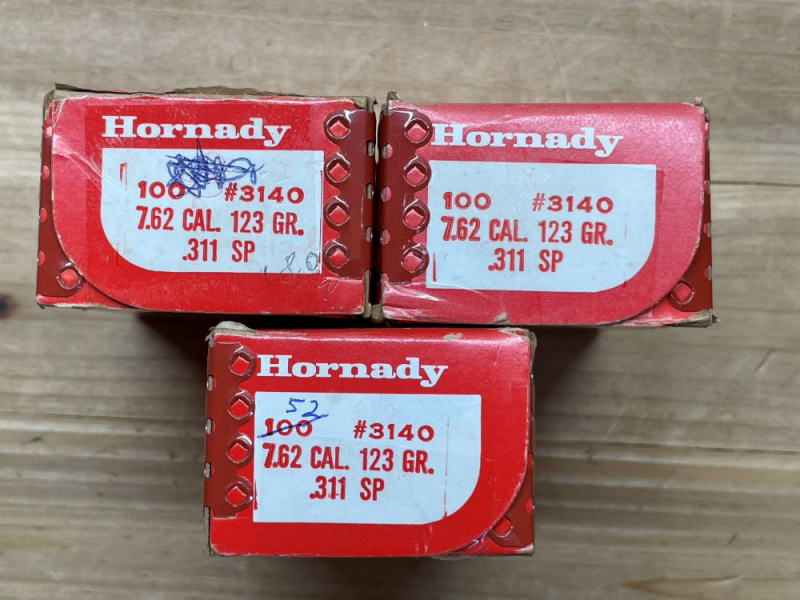 Hornady
100 #3140
7.62 CAL. 123 GR.
.311 SP
Hornady
100 #3140
7.62 CAL. 123 GR.
.311 SP
Hornady
52
100 #3140
7.62 CAL. 123 GR.
.311 SP